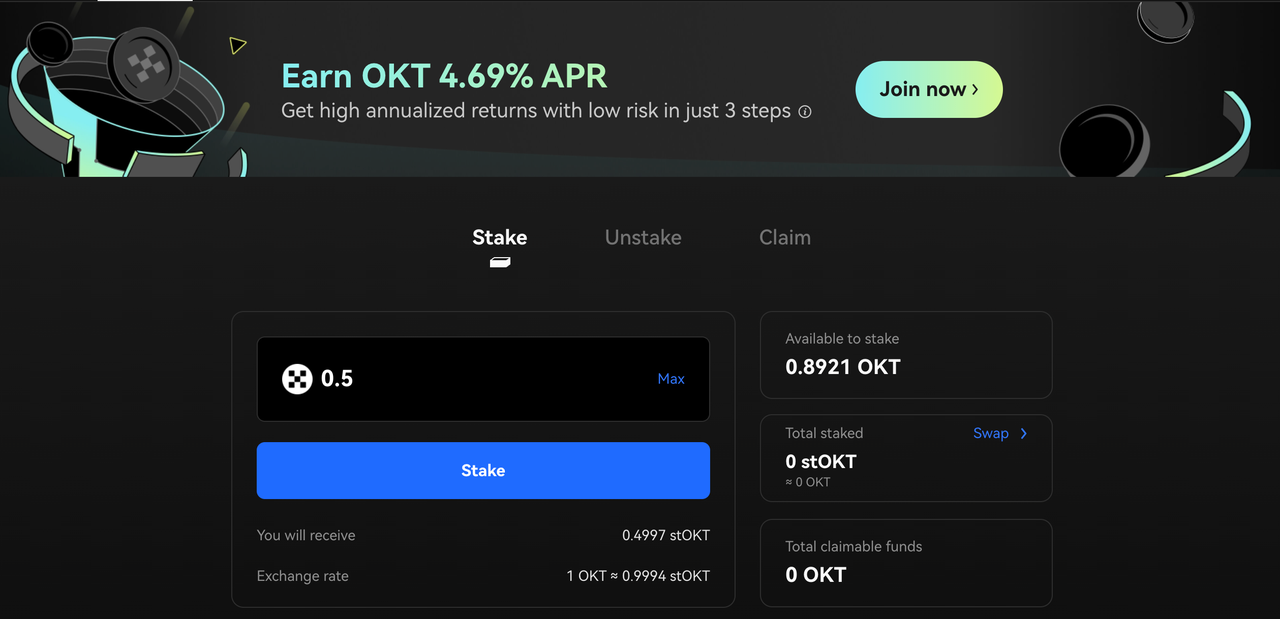 Earn OKT 4.69% APR
Get high annualized returns with low risk in just 3 steps
Join now ›
Stake
Unstake
Claim
0.5
Max
Stake
You will receive
0.4997 stOKT
Exchange rate
1 OKT ≈ 0.9994 stOKT
Available to stake
0.8921 OKT
Total staked
Swap
0 stOKT
≈ 0 OKT
Total claimable funds
0 OKT